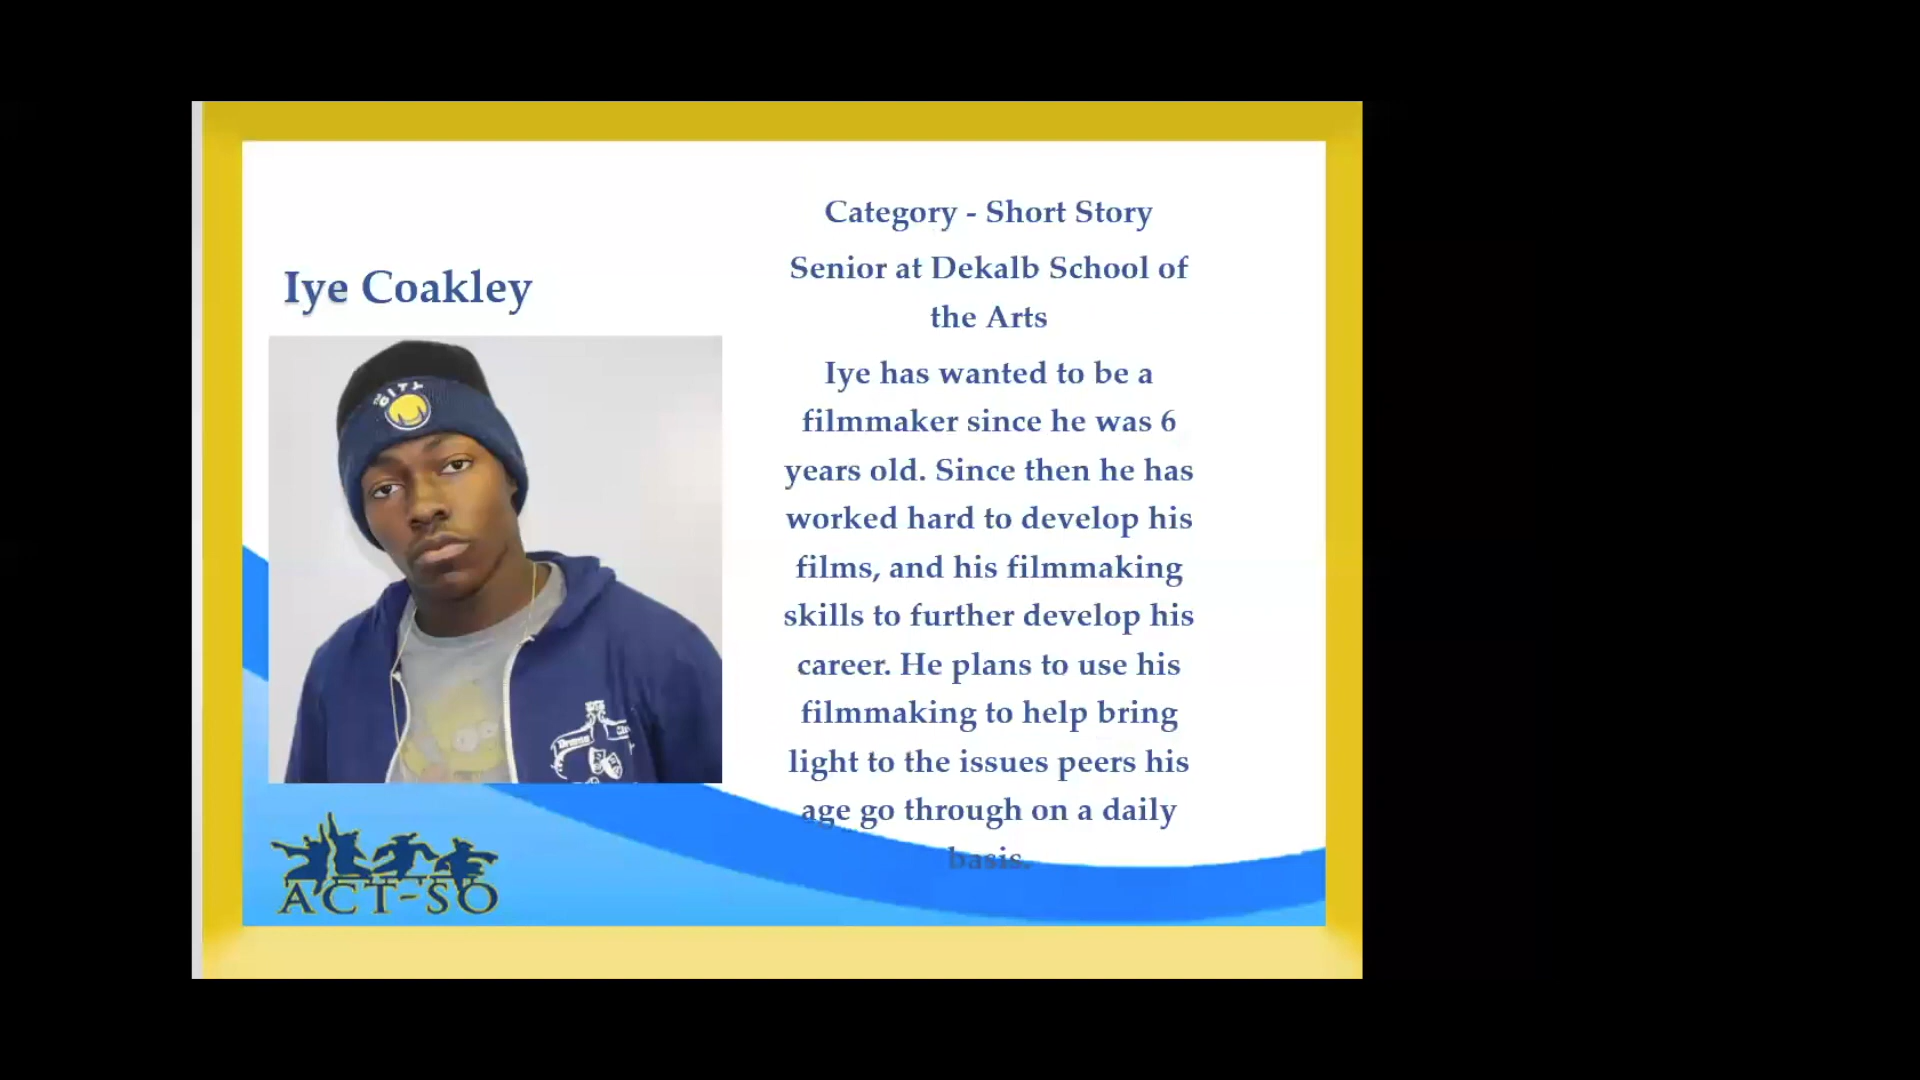 Category - Short Story
Senior at Dekalb School of
the Arts
Iye Coakley
Iye has wanted to be a
filmmaker since he was 6
years old. Since then he has
worked hard to develop his
films, and his filmmaking
skills to further develop his
career. He plans to use his
filmmaking to help bring
light to the issues peers his
age go through on a daily
basis.
THE CITY
Drama
ACT-SO